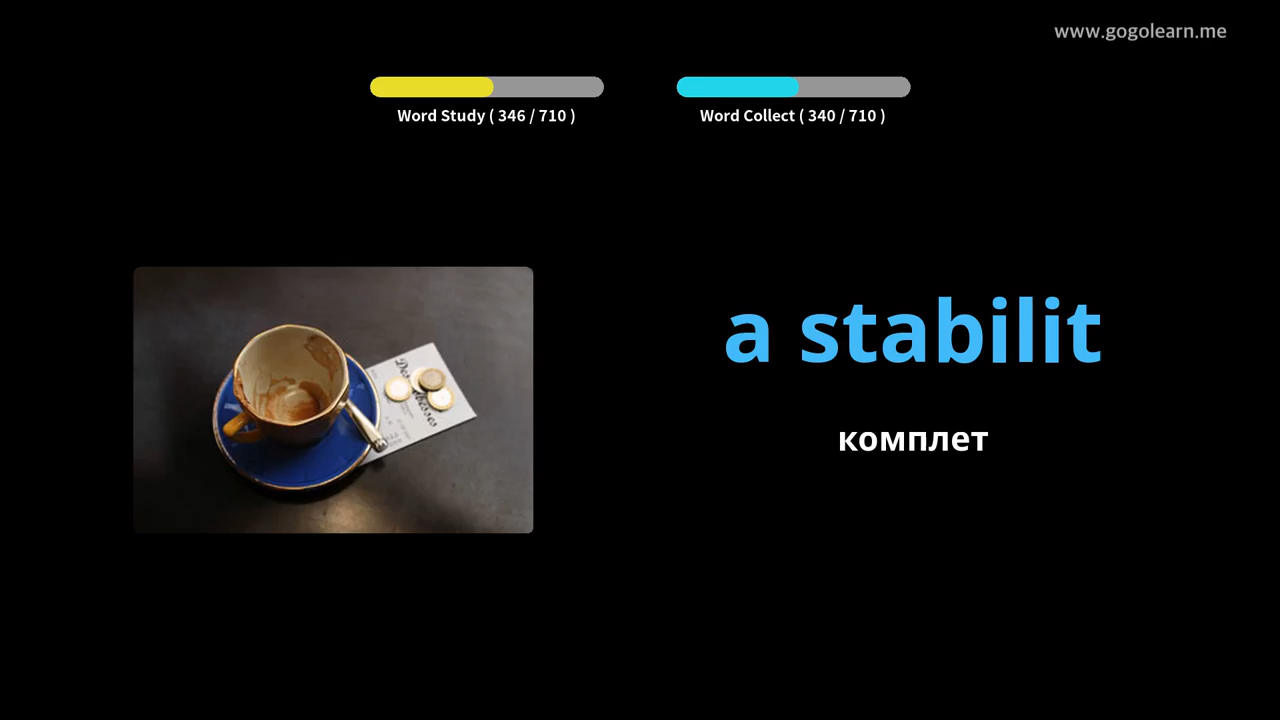 www.gogolearn.me
Word Study ( 346 / 710 )
Word Collect ( 340 / 710 )
a stabilit
комплет